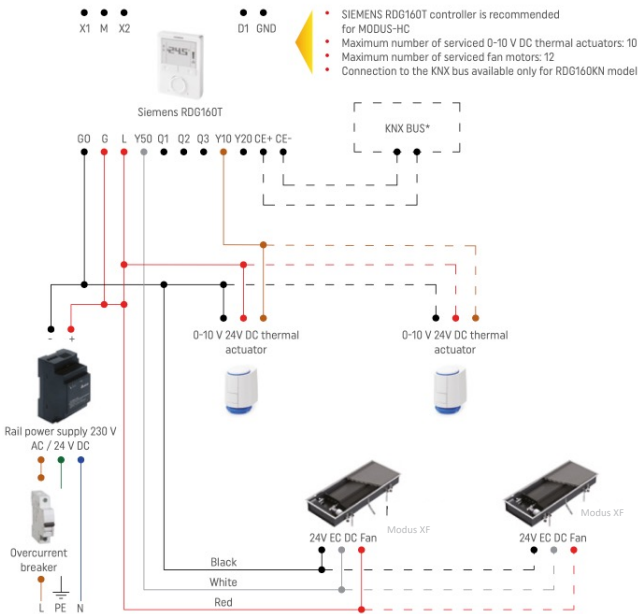 X1 M X2
D1 GND
• SIEMENS RDG160T controller is recommended
for MODUS-HC
• Maximum number of serviced 0-10 V DC thermal actuators: 10
• Maximum number of serviced fan motors: 12
• Connection to the KNX bus available only for RDG160KN model
Siemens RDG160T
KNX BUS*
GO G L Y50 Q1 Q2 Q3 Y10 Y20 CE+ CE-
- +
0-10 V 24V DC thermal
actuator
0-10 V 24V DC thermal
actuator
Rail power supply 230 V
AC / 24 V DC
Modus XF
Modus XF
24V EC DC Fan
24V EC DC Fan
Overcurrent
breaker
Black
White
Red
L PE N